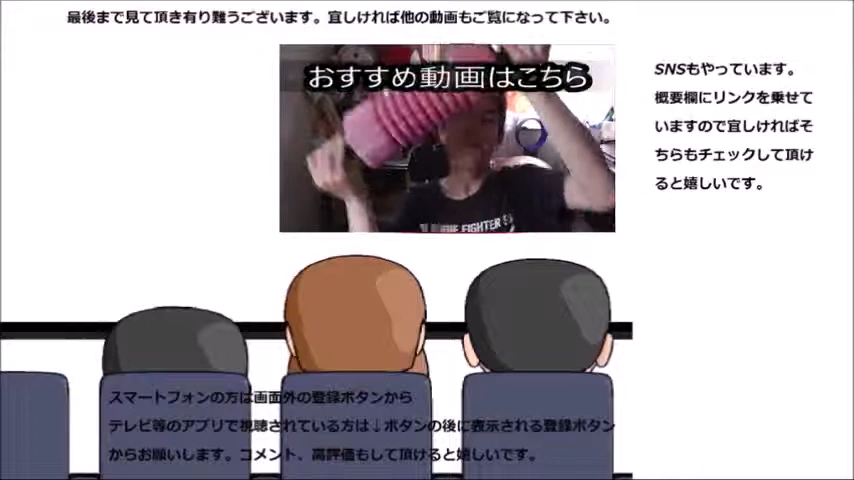 最後まで見て頂き有り難うございます。宜しければ他の動画もご覧になって下さい。
おすすめ動画はこちら
SNSもやっています。
概要欄にリンクを乗せて
いますので宜しければそ
ちらもチェックして頂け
ると嬉しいです。
FIGHTER
スマートフォンの方は画面外の登録ボタンから
テレビ等のアプリで視聴されている方は↓ボタンの後に表示される登録ボタン
からお願いします。コメント、高評価もして頂けると嬉しいです。